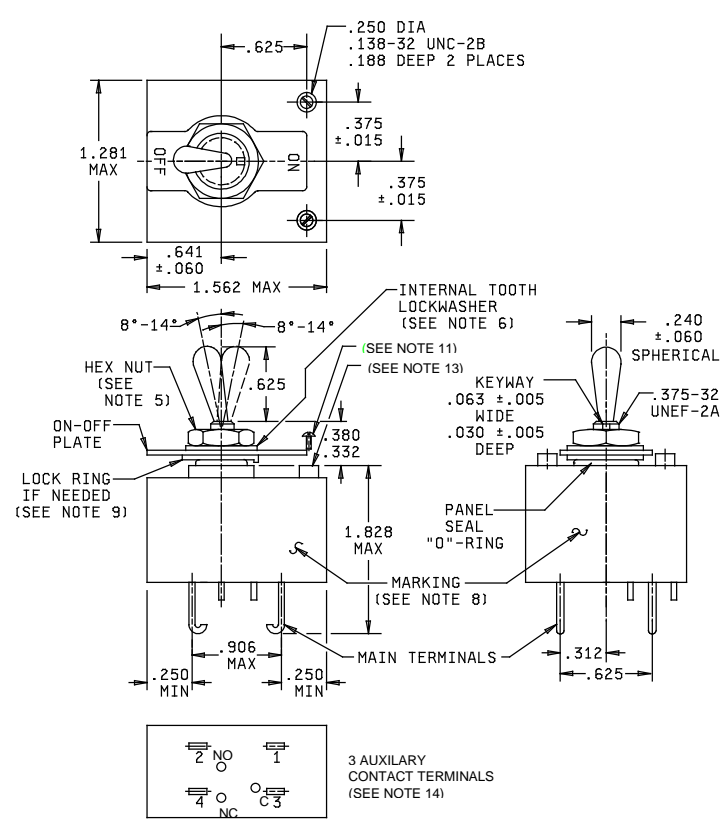 .250 DIA
.138-32 UNC-2B
.188 DEEP 2 PLACES
.625
1.281
MAX
OFF
ON
.375
±.015
.375
±.015
.641
±.060
1.562 MAX
INTERNAL TOOTH
LOCKWASHER
(SEE NOTE 6)
8°-14°
8°-14°
(SEE NOTE 11)
(SEE NOTE 13)
HEX NUT
(SEE
NOTE 5)
.625
ON-OFF
PLATE
.380
.332
LOCK RING
IF NEEDED
(SEE NOTE 9)
1.828
MAX
.240
±.060
SPHERICAL
KEYWAY
.063 ±.005
WIDE
.030 ±.005
DEEP
.375-32
UNEF-2A
PANEL
SEAL
"O"-RING
MARKING
(SEE NOTE 8)
MAIN TERMINALS
.906
MAX
.250
MIN
.250
MIN
.312
.625
2 NO 1
4 C 3
NC
3 AUXILARY
CONTACT TERMINALS
(SEE NOTE 14)